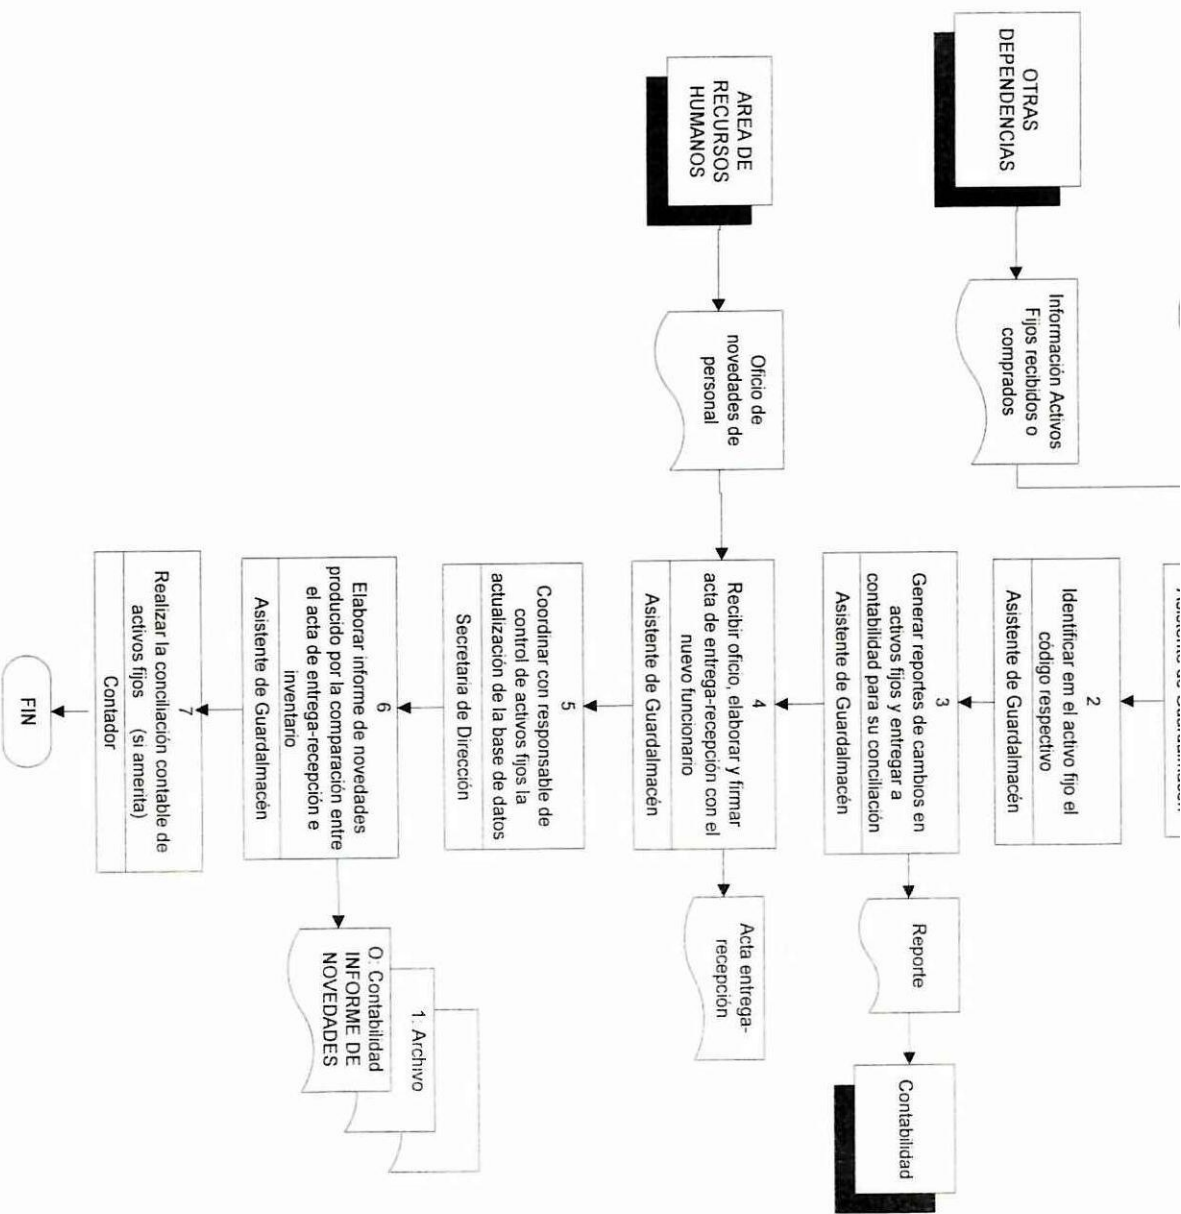 OTRAS
DEPENDENCIAS
Información Activos
Fijos recibidos o
comprados
2
Identificar em el activo fijo el
código respectivo
Asistente de Guardalmacén
3
Generar reportes de cambios en
activos fijos y entregar a
contabilidad para su conciliación
Asistente de Guardalmacén
Reporte
Contabilidad
AREA DE
RECURSOS
HUMANOS
Oficio de
novedades de
personal
4
Recibir oficio, elaborar y firmar
acta de entrega-recepción con el
nuevo funcionario
Asistente de Guardalmacén
Acta entrega-
recepción
5
Coordinar con responsable de
control de activos fijos la
actualización de la base de datos
Secretaria de Dirección
6
Elaborar informe de novedades
producido por la comparación entre
el acta de entrega-recepción e
inventario
Asistente de Guardalmacén
O: Contabilidad
INFORME DE
NOVEDADES
1: Archivo
7
Realizar la conciliación contable de
activos fijos (si amerita)
Contador
FIN